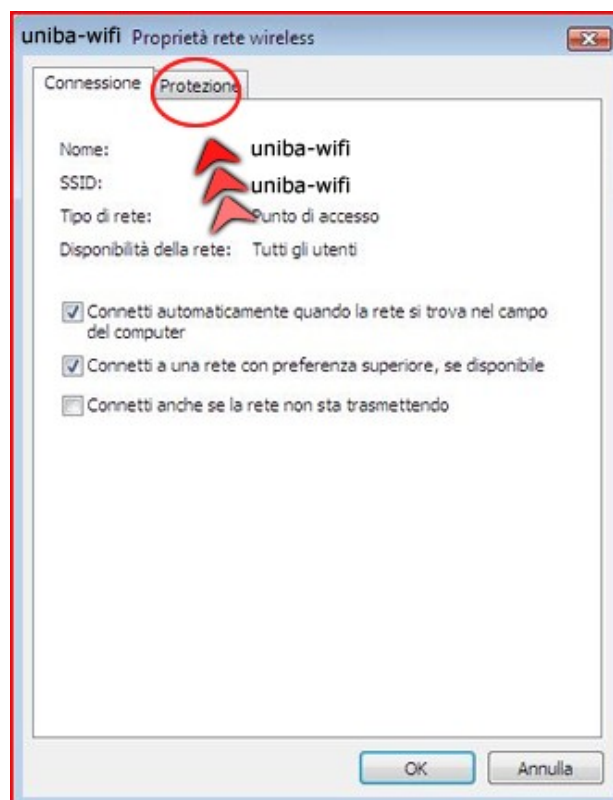 uniba-wifi Proprietà rete wireless
Connessione Protezione
Nome: uniba-wifi
SSID: uniba-wifi
Tipo di rete: Punto di accesso
Disponibilità della rete: Tutti gli utenti
Connetti automaticamente quando la rete si trova nel campo
del computer
Connetti a una rete con preferenza superiore, se disponibile
Connetti anche se la rete non sta trasmettendo
OK Annulla